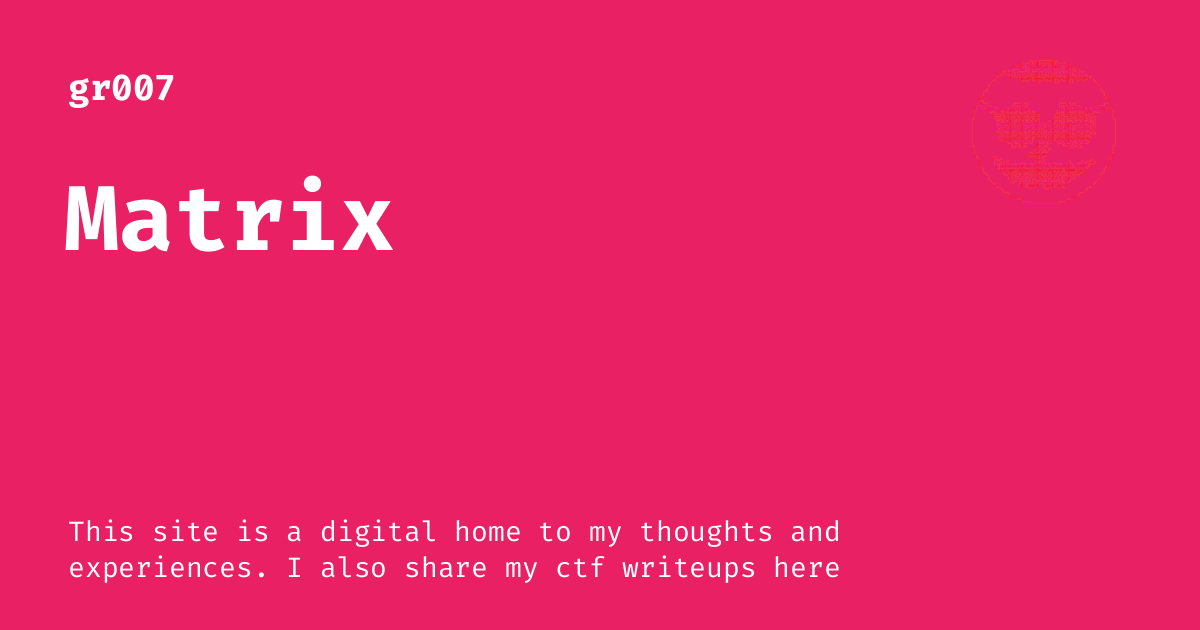 gr007
Matrix
This site is a digital home to my thoughts and
experiences. I also share my ctf writeups here